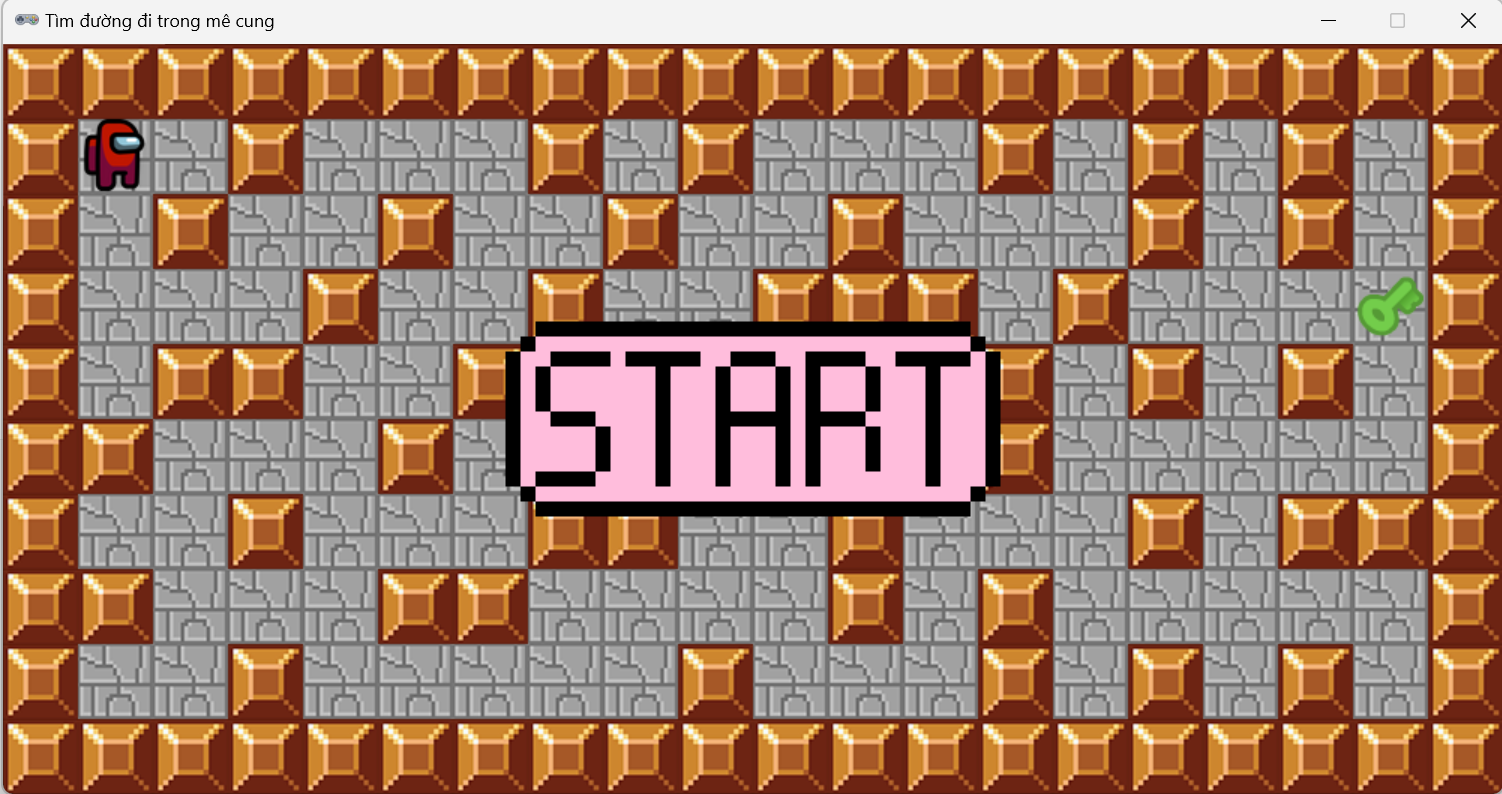 Tìm đường đi trong mê cung
START